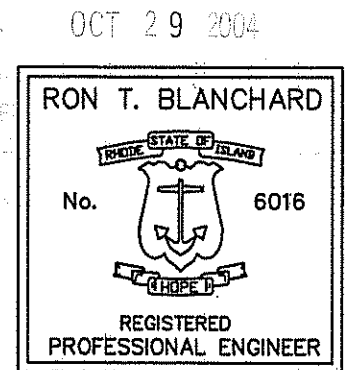 OCT 29 2004
RON T. BLANCHARD
RHODE STATE OF ISLAND
No. 6016
HOPE
REGISTERED
PROFESSIONAL ENGINEER